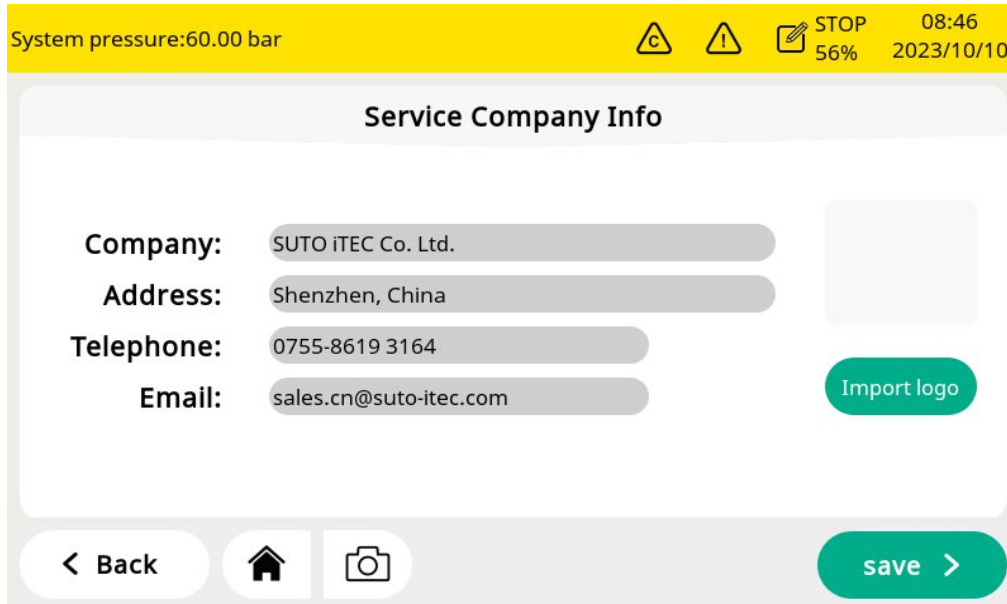 System pressure:60.00 bar
C
!
STOP
56%
08:46
2023/10/10
Service Company Info
Company: SUTO iTEC Co. Ltd.
Address: Shenzhen, China
Telephone: 0755-8619 3164
Email: sales.cn@suto-itec.com
Import logo
< Back
save >